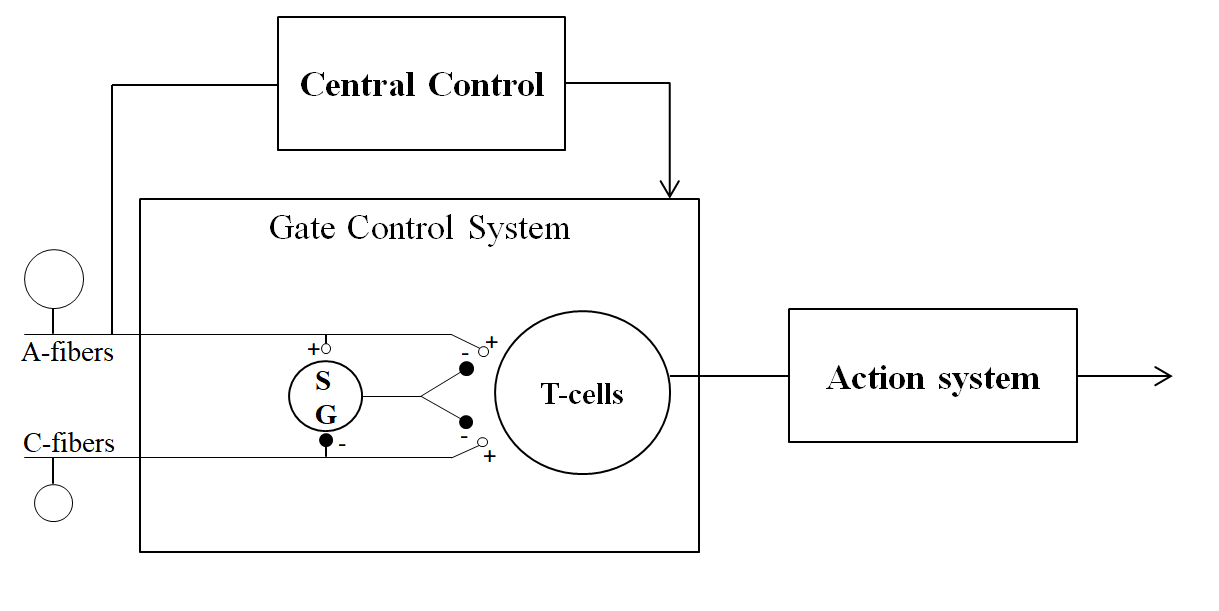 Central Control
Gate Control System
A-fibers
+
-
+
S
G
T-cells
Action system
C-fibers
-
-
+